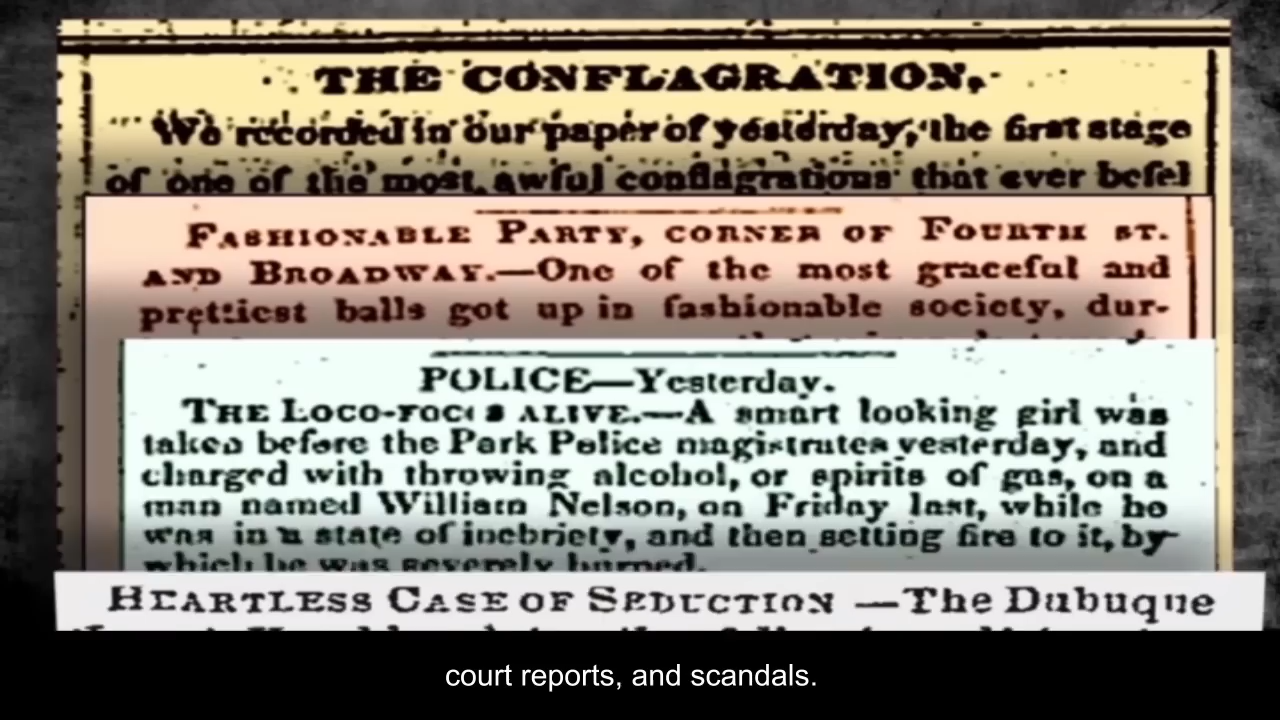 THE CONFLAGRATION,
We recorded in our paper of yesterday, the first stage
of one of the most awful conflagrations that ever befel
FASHIONABLE PARTY, CORNER OF FOURTH ST.
AND BROADWAY.—One of the most graceful and
prettiest balls got up in fashionable society, dur-
POLICE—Yesterday.
THE LOCO-FOCOS ALIVE.—A smart looking girl was
taken before the Park Police magistrates yesterday, and
charged with throwing alcohol, or spirits of gas, on a
man named William Nelson, on Friday last, while he
was in a state of inebriety, and then setting fire to it, by
which he was severely burned.
HEARTLESS CASE OF SEDUCTION —The Dubuque
court reports, and scandals.